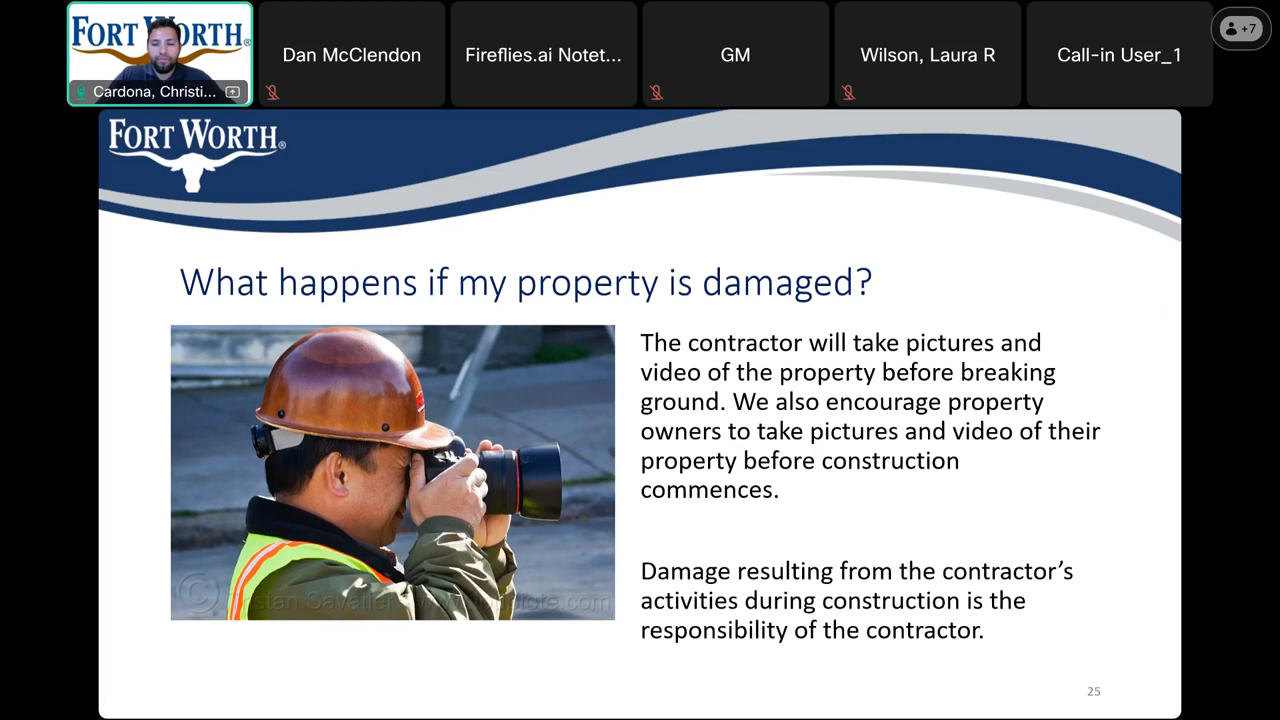 FORT WORTH
Cardona, Christi...
Dan McClendon
Fireflies.ai Notet...
GM
Wilson, Laura R
Call-in User_1
+7
FORT WORTH®
What happens if my property is damaged?
The contractor will take pictures and
video of the property before breaking
ground. We also encourage property
owners to take pictures and video of their
property before construction
commences.
Damage resulting from the contractor’s
activities during construction is the
responsibility of the contractor.
25